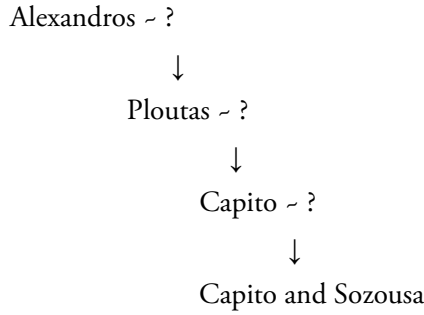 Alexandros ~ ?
↓
Ploutas ~ ?
↓
Capito ~ ?
↓
Capito and Sozousa